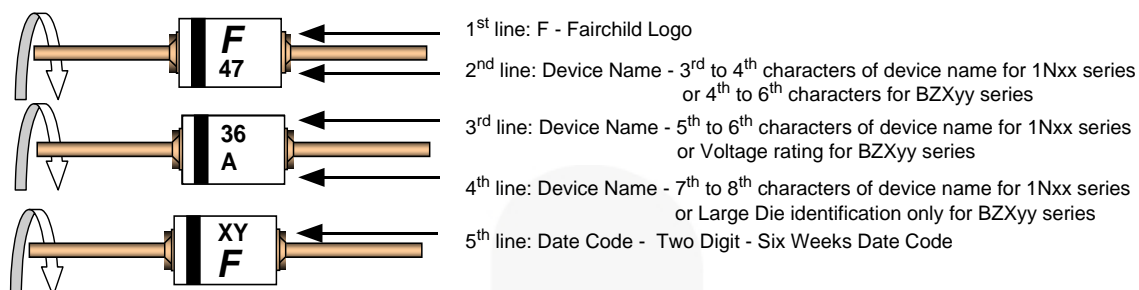 F
47
36
A
XY
F
1st line: F - Fairchild Logo
2nd line: Device Name - 3rd to 4th characters of device name for 1Nxx series
or 4th to 6th characters for BZXyy series
3rd line: Device Name - 5th to 6th characters of device name for 1Nxx series
or Voltage rating for BZXyy series
4th line: Device Name - 7th to 8th characters of device name for 1Nxx series
or Large Die identification only for BZXyy series
5th line: Date Code - Two Digit - Six Weeks Date Code